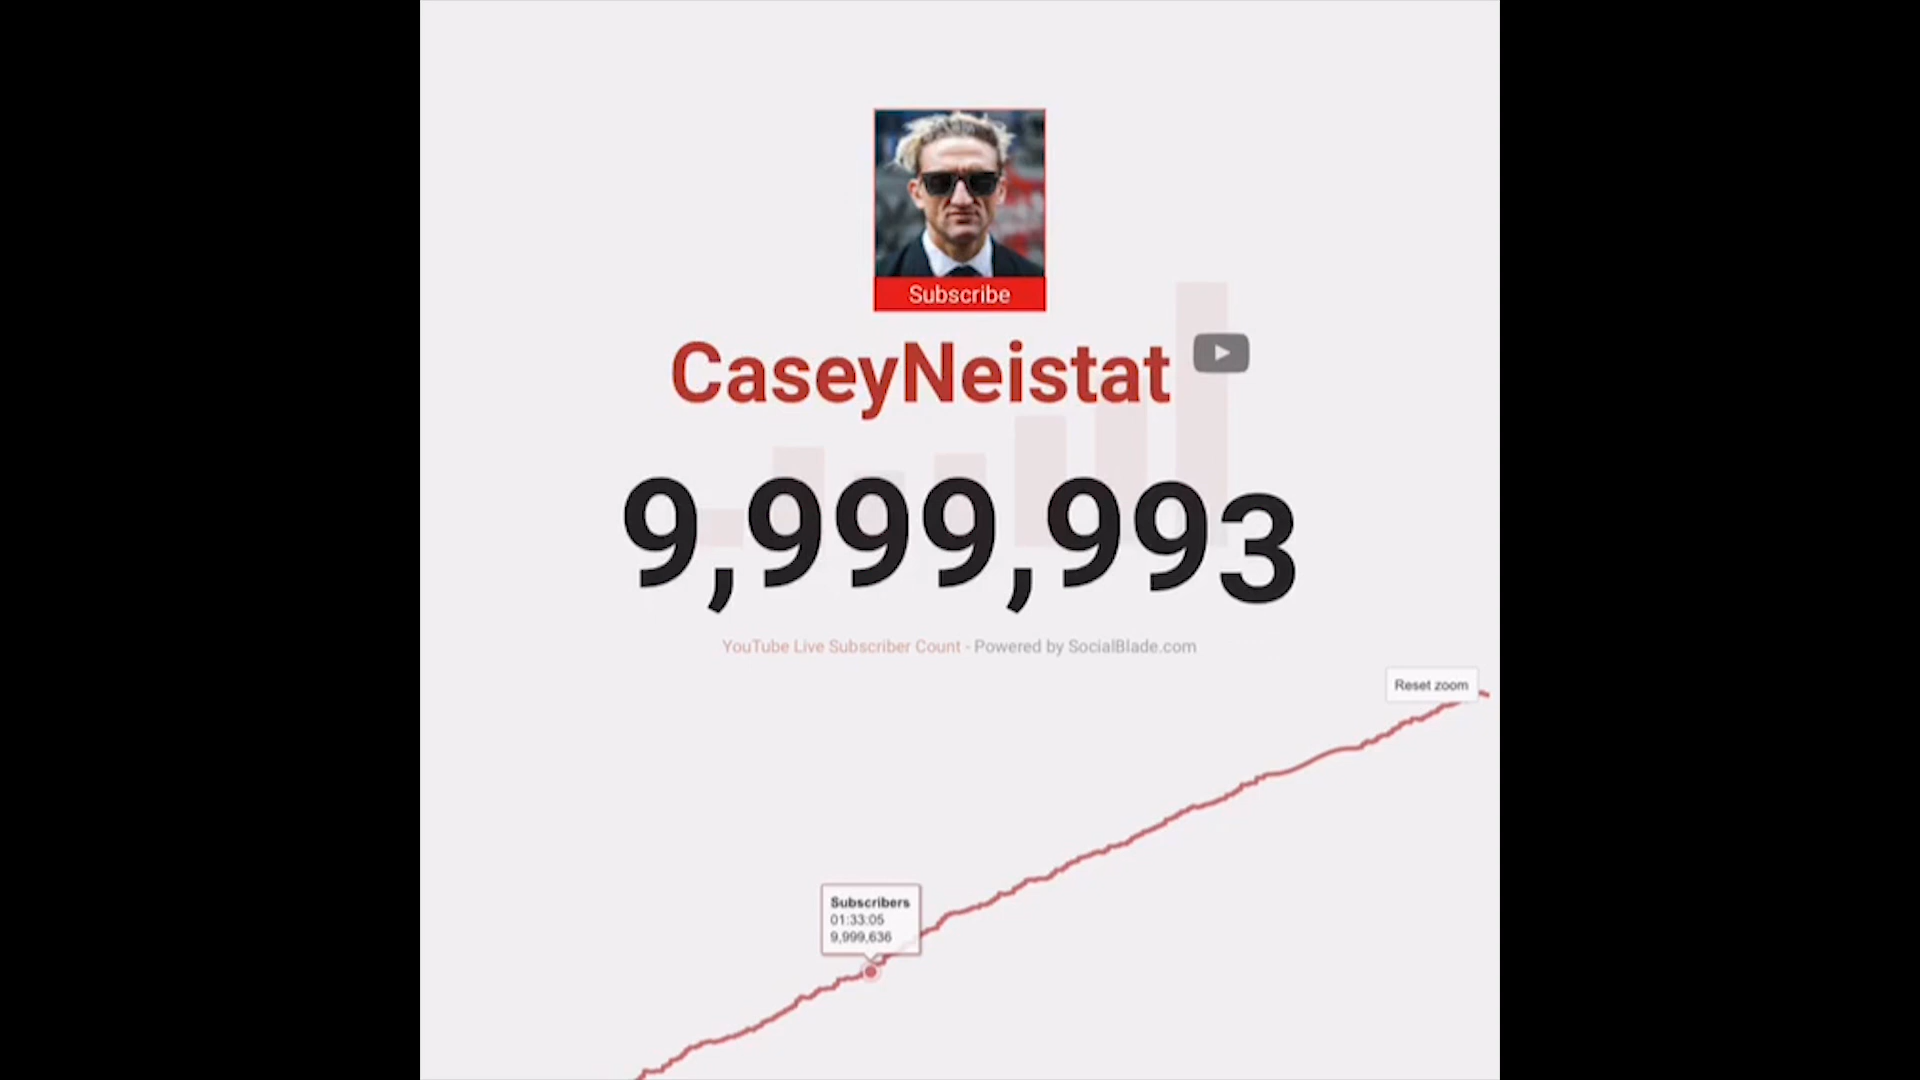 Subscribe
CaseyNeistat
9,999,993
YouTube Live Subscriber Count - Powered by SocialBlade.com
Reset zoom
Subscribers
01:33:05
9,999,636